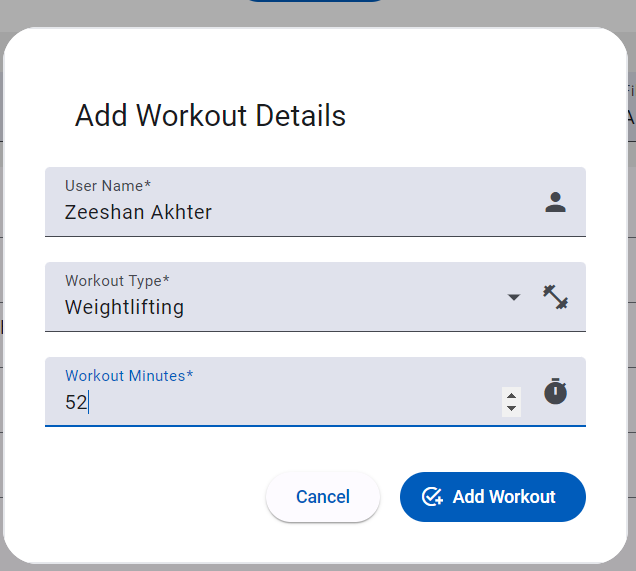 Add Workout Details
User Name*
Zeeshan Akhter
Workout Type*
Weightlifting
Workout Minutes*
52
Cancel
Add Workout